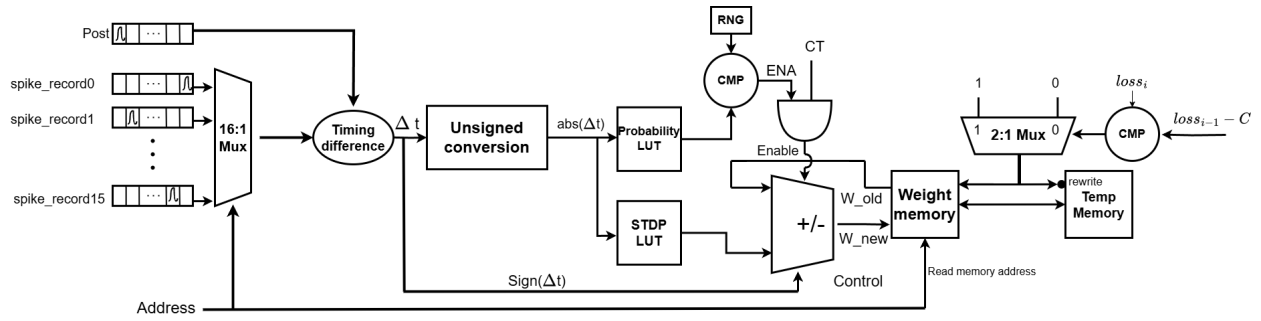 Post
...
spike_record0
...
spike_record1
...
spike_record15
...
16:1
Mux
Address
Timing
difference
Δ t
Unsigned
conversion
abs(Δt)
Sign(Δt)
Probability
LUT
STDP
LUT
RNG
CMP
ENA
CT
Enable
+/-
W_old
W_new
Control
Weight
memory
Read memory address
1 0
1 2:1 Mux 0
loss_i
CMP
loss_{i-1} − C
rewrite
Temp
Memory